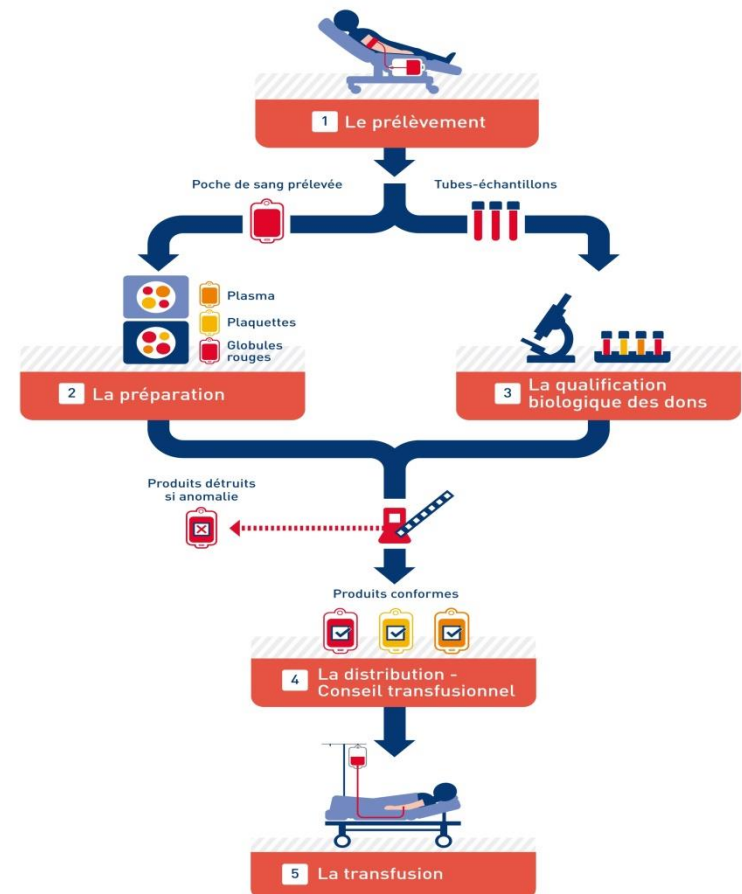 1 Le prélèvement
Poche de sang prélevée
Tubes-échantillons
Plasma
Plaquettes
Globules
rouges
2 La préparation
3 La qualification
biologique des dons
Produits détruits
si anomalie
Produits conformes
4 La distribution -
Conseil transfusionnel
5 La transfusion